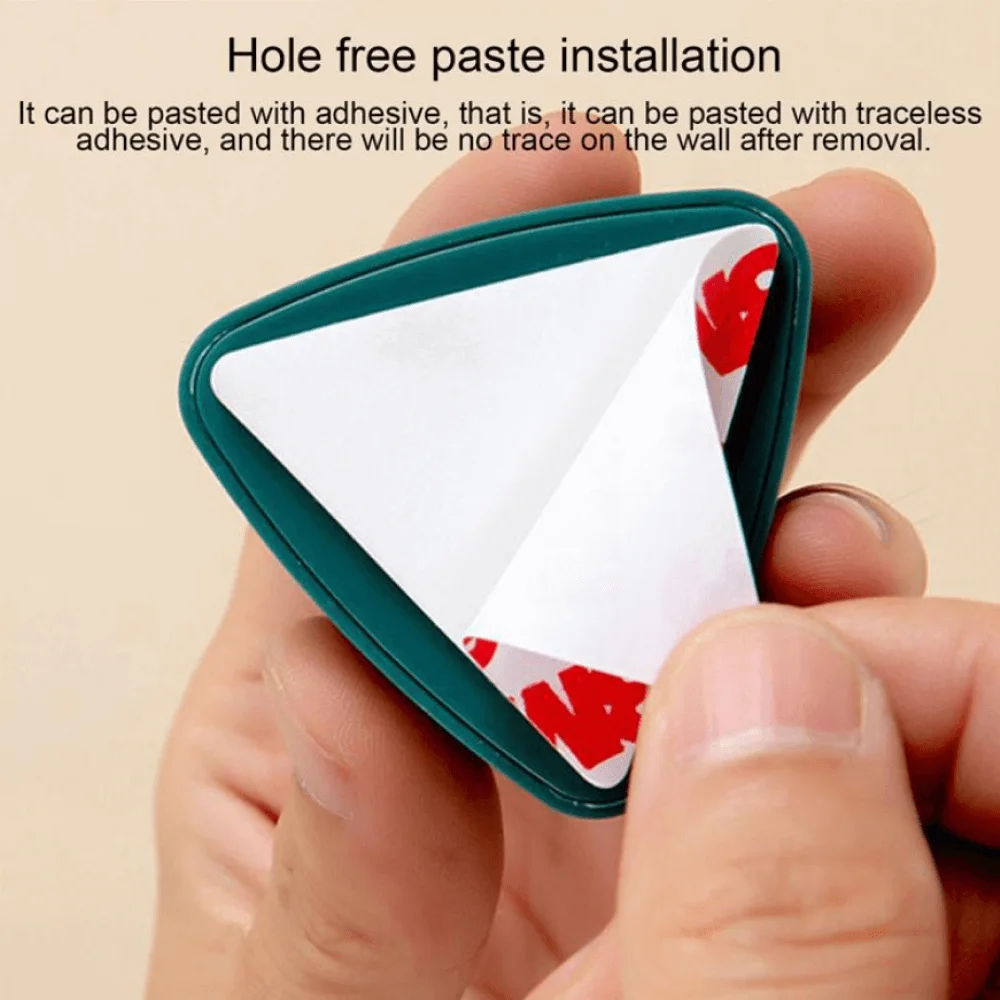 Hole free paste installation
It can be pasted with adhesive, that is, it can be pasted with traceless
adhesive, and there will be no trace on the wall after removal.